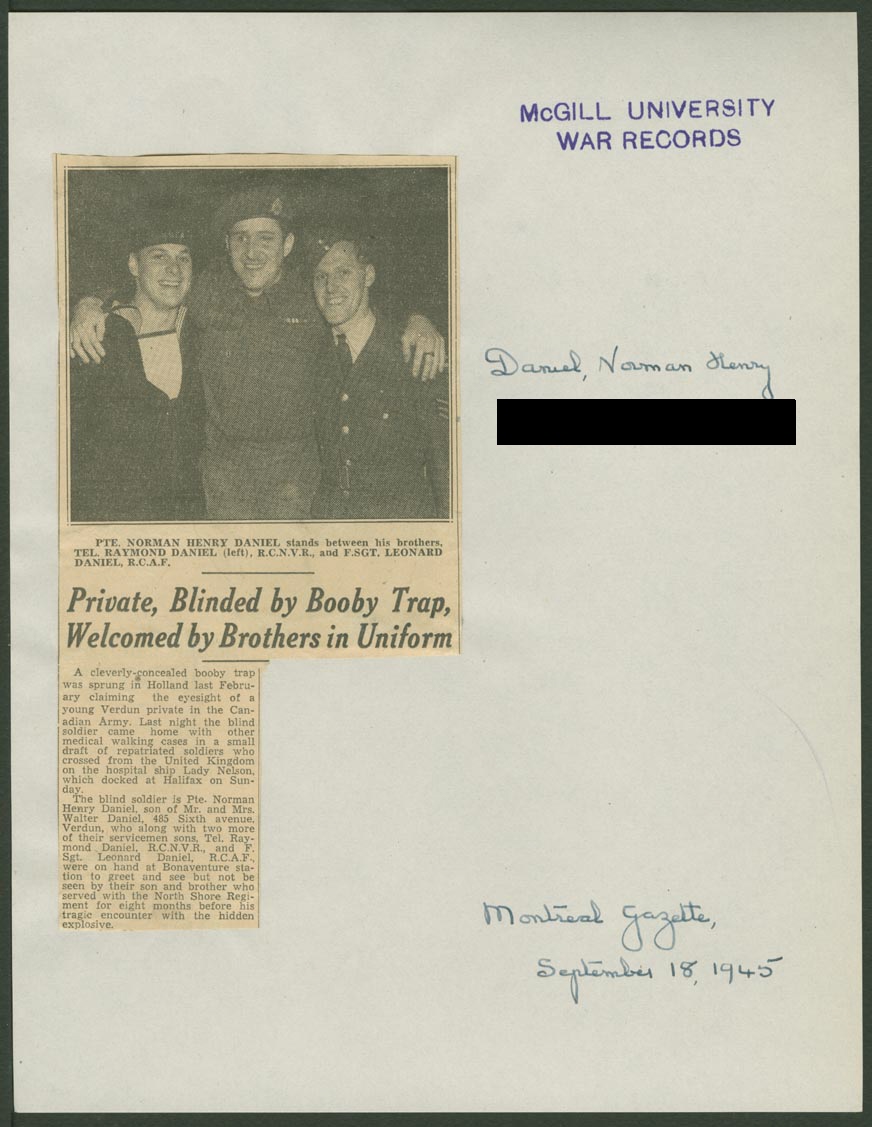 McGILL UNIVERSITY
WAR RECORDS
Daniel, Norman Henry
PTE. NORMAN HENRY DANIEL stands between his brothers,
TEL. RAYMOND DANIEL (left), R.C.N.V.R., and F.SGT. LEONARD
DANIEL, R.C.A.F.
Private, Blinded by Booby Trap,
Welcomed by Brothers in Uniform
A cleverly-concealed booby trap
was sprung in Holland last Febru-
ary claiming the eyesight of a
young Verdun private in the Can-
adian Army. Last night the blind
soldier came home with other
medical walking cases in a small
draft of repatriated soldiers who
crossed from the United Kingdom
on the hospital ship Lady Nelson,
which docked at Halifax on Sun-
day.
The blind soldier is Pte. Norman
Henry Daniel, son of Mr. and Mrs.
Walter Daniel, 485 Sixth avenue,
Verdun, who along with two more
of their servicemen sons, Tel. Ray-
mond Daniel, R.C.N.V.R., and F.
Sgt. Leonard Daniel, R.C.A.F.,
were on hand at Bonaventure sta-
tion to greet and see but not be
seen by their son and brother who
served with the North Shore Regi-
ment for eight months before his
tragic encounter with the hidden
explosive.
Montreal Gazette,
September 18, 1945